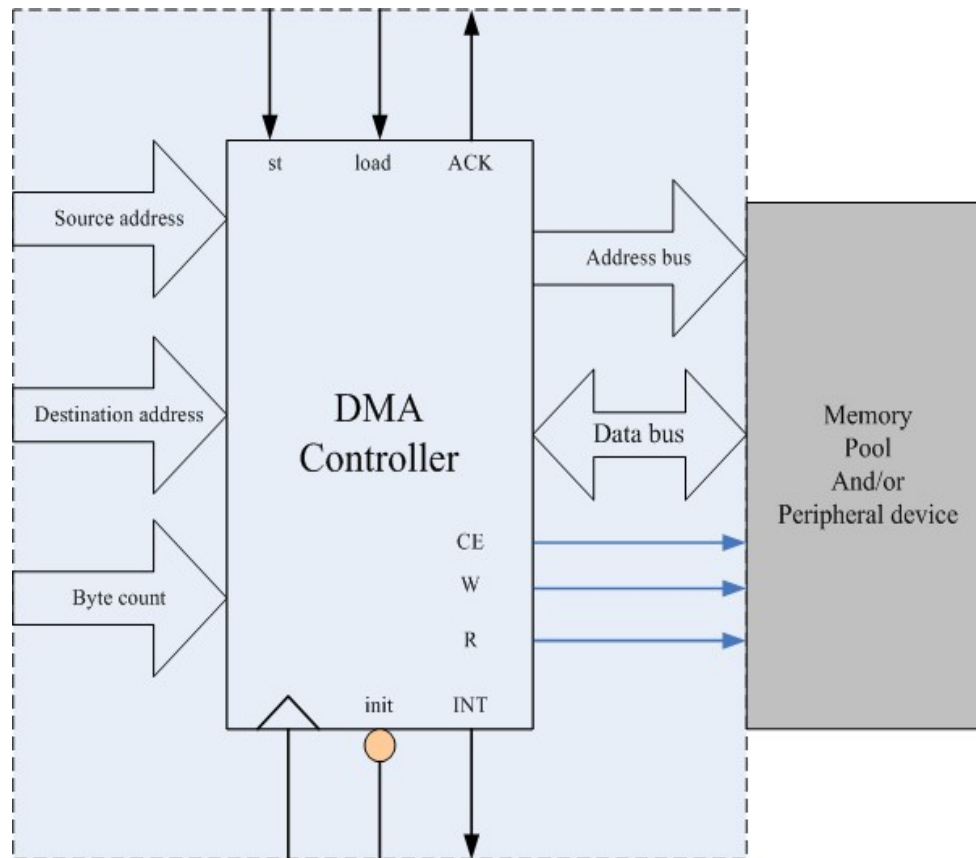 st
load
ACK
Source address
Address bus
Destination address
DMA
Controller
Data bus
Memory
Pool
And/or
Peripheral device
CE
W
R
Byte count
init
INT